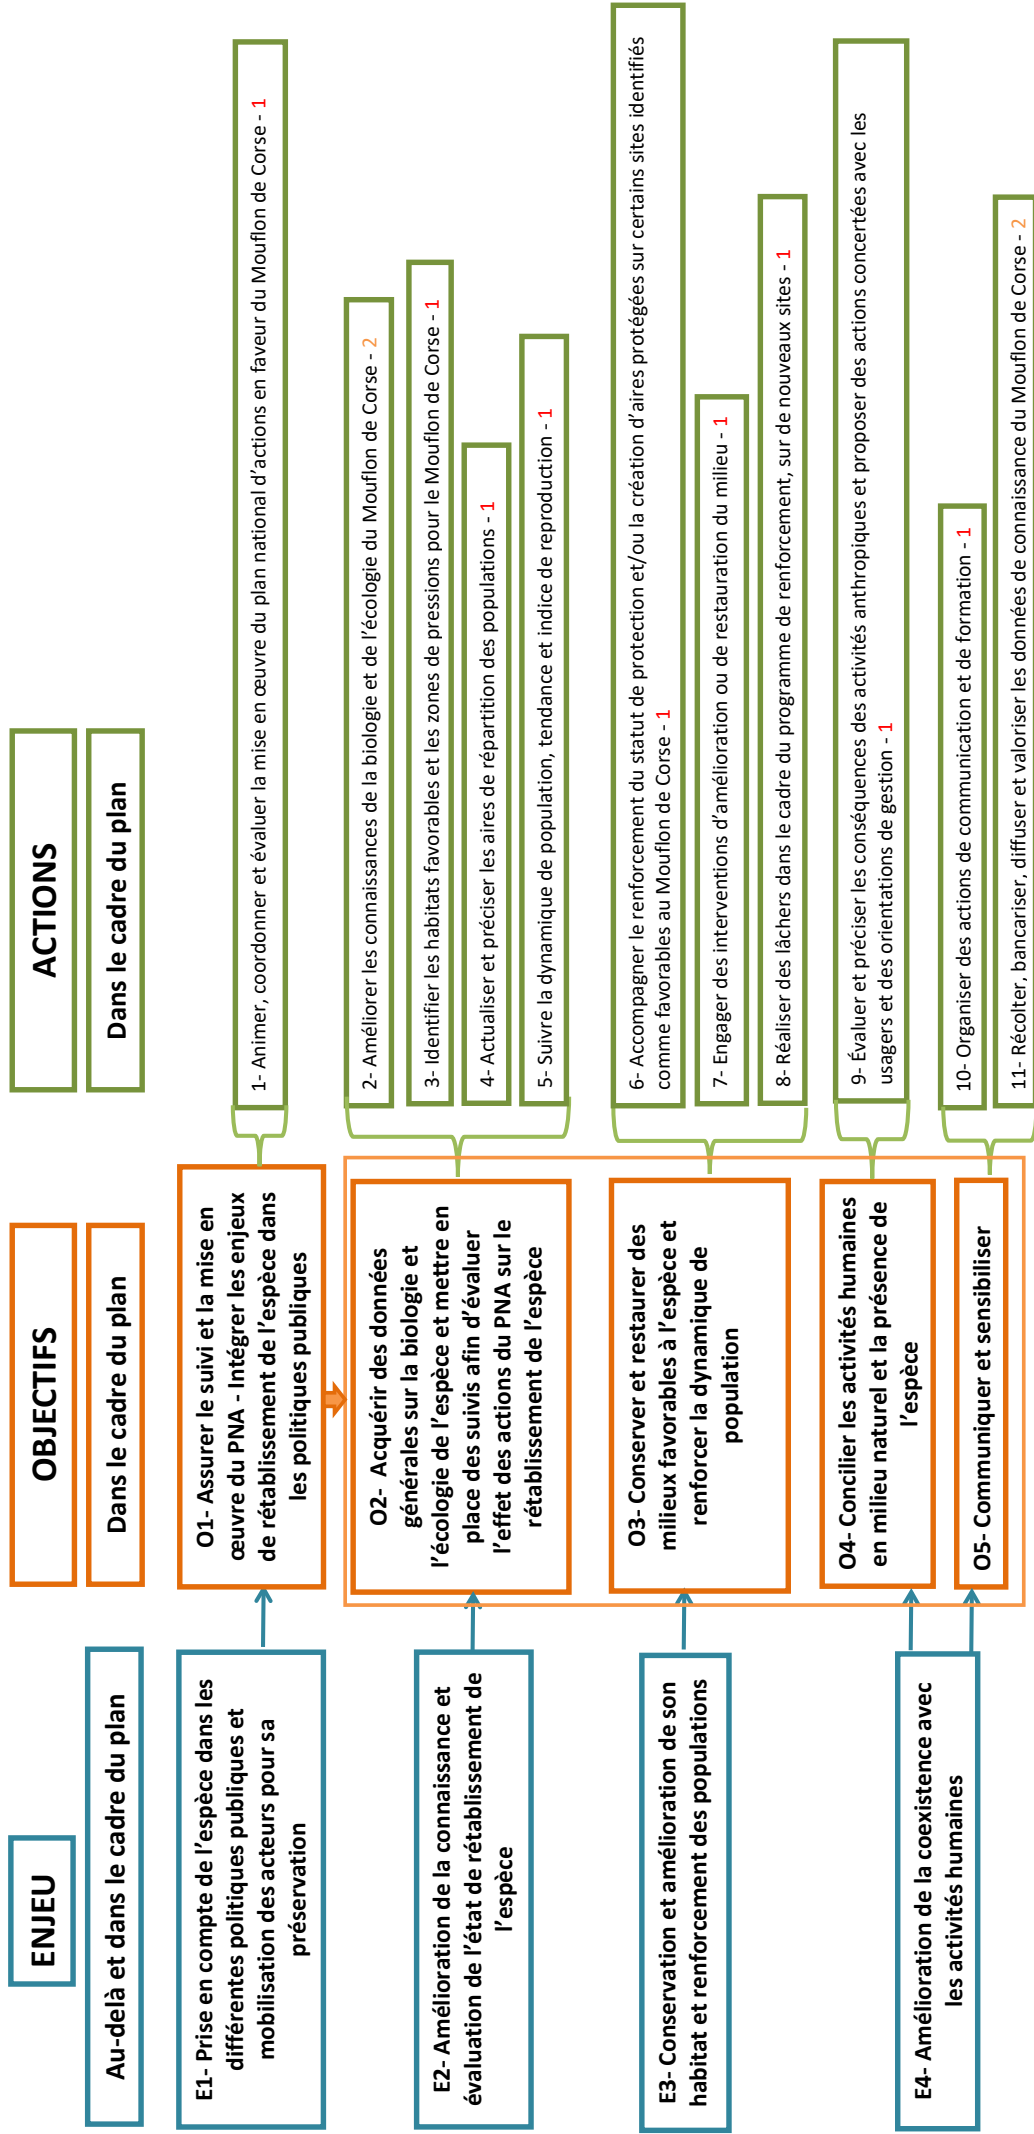 ENJEU
Au-delà et dans le cadre du plan
E1- Prise en compte de l'espèce dans les
différentes politiques publiques et
mobilisation des acteurs pour sa
préservation
E2- Amélioration de la connaissance et
évaluation de l'état de rétablissement de
l'espèce
E3- Conservation et amélioration de son
habitat et renforcement des populations
E4- Amélioration de la coexistence avec
les activités humaines
OBJECTIFS
Dans le cadre du plan
O1- Assurer le suivi et la mise en
œuvre du PNA - Intégrer les enjeux
de rétablissement de l'espèce dans
les politiques publiques
O2- Acquérir des données
générales sur la biologie et
l'écologie de l'espèce et mettre en
place des suivis afin d'évaluer
l'effet des actions du PNA sur le
rétablissement de l'espèce
O3- Conserver et restaurer des
milieux favorables à l'espèce et
renforcer la dynamique de
population
O4- Concilier les activités humaines
en milieu naturel et la présence de
l'espèce
O5- Communiquer et sensibiliser
ACTIONS
Dans le cadre du plan
1- Animer, coordonner et évaluer la mise en œuvre du plan national d'actions en faveur du Mouflon de Corse - 1
2- Améliorer les connaissances de la biologie et de l'écologie du Mouflon de Corse - 2
3- Identifier les habitats favorables et les zones de pressions pour le Mouflon de Corse - 1
4- Actualiser et préciser les aires de répartition des populations - 1
5- Suivre la dynamique de population, tendance et indice de reproduction - 1
6- Accompagner le renforcement du statut de protection et/ou la création d'aires protégées sur certains sites identifiés
comme favorables au Mouflon de Corse - 1
7- Engager des interventions d'amélioration ou de restauration du milieu - 1
8- Réaliser des lâchers dans le cadre du programme de renforcement, sur de nouveaux sites - 1
9- Évaluer et préciser les conséquences des activités anthropiques et proposer des actions concertées avec les
usagers et des orientations de gestion - 1
10- Organiser des actions de communication et de formation - 1
11- Récolter, bancariser, diffuser et valoriser les données de connaissance du Mouflon de Corse - 2